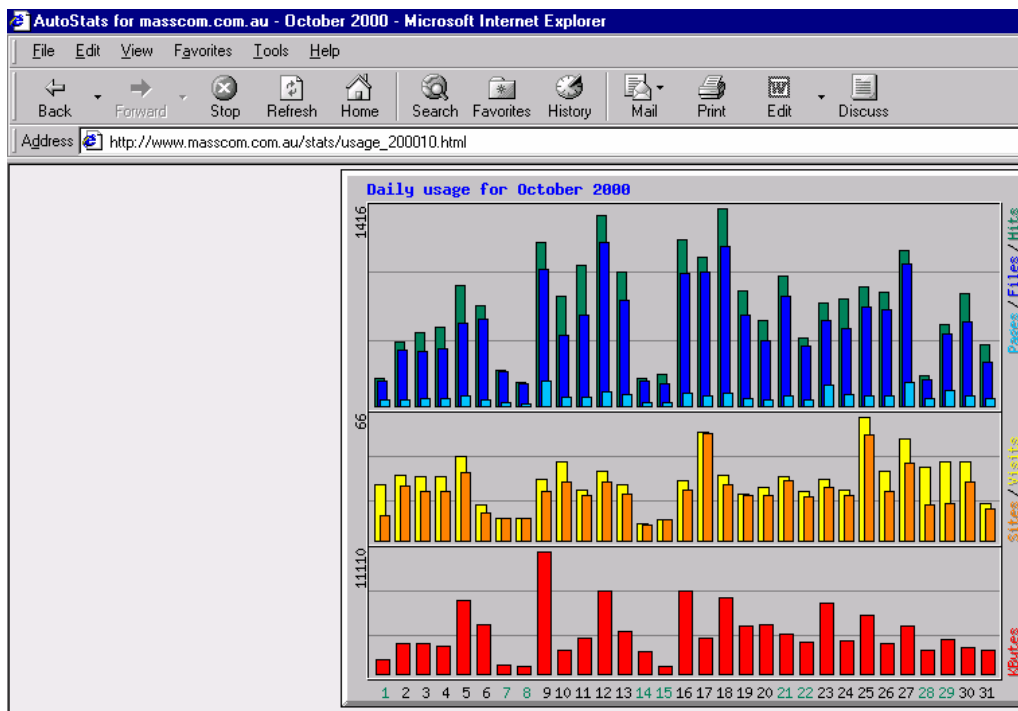 AutoStats for masscom.com.au - October 2000 - Microsoft Internet Explorer
File Edit View Favorites Tools Help
Back Forward Stop Refresh Home Search Favorites History Mail Print Edit Discuss
Address http://www.masscom.com.au/stats/usage_200010.html
Daily usage for October 2000
1416
Pages / Files / Hits
66
Sites / Visits
11110
KBytes
1 2 3 4 5 6 7 8 9 10 11 12 13 14 15 16 17 18 19 20 21 22 23 24 25 26 27 28 29 30 31